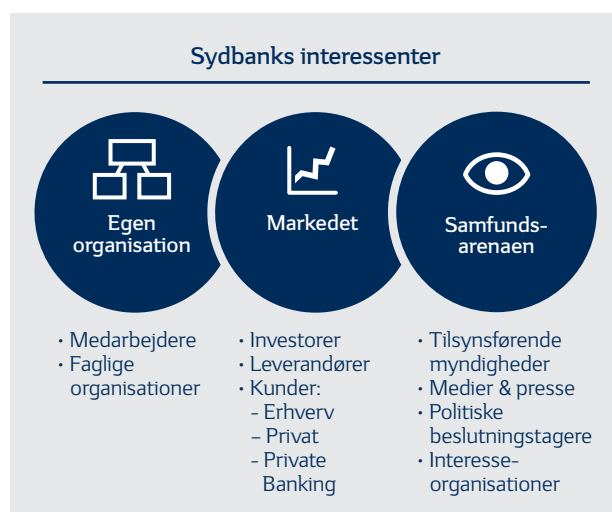 Sydbanks interessenter
Egen
organisation
Markedet
Samfunds-
arenaen
· Medarbejdere
· Faglige
organisationer
· Investorer
· Leverandører
· Kunder:
- Erhverv
– Privat
- Private
Banking
· Tilsynsførende
myndigheder
· Medier & presse
· Politiske
beslutningstagere
· Interesse-
organisationer